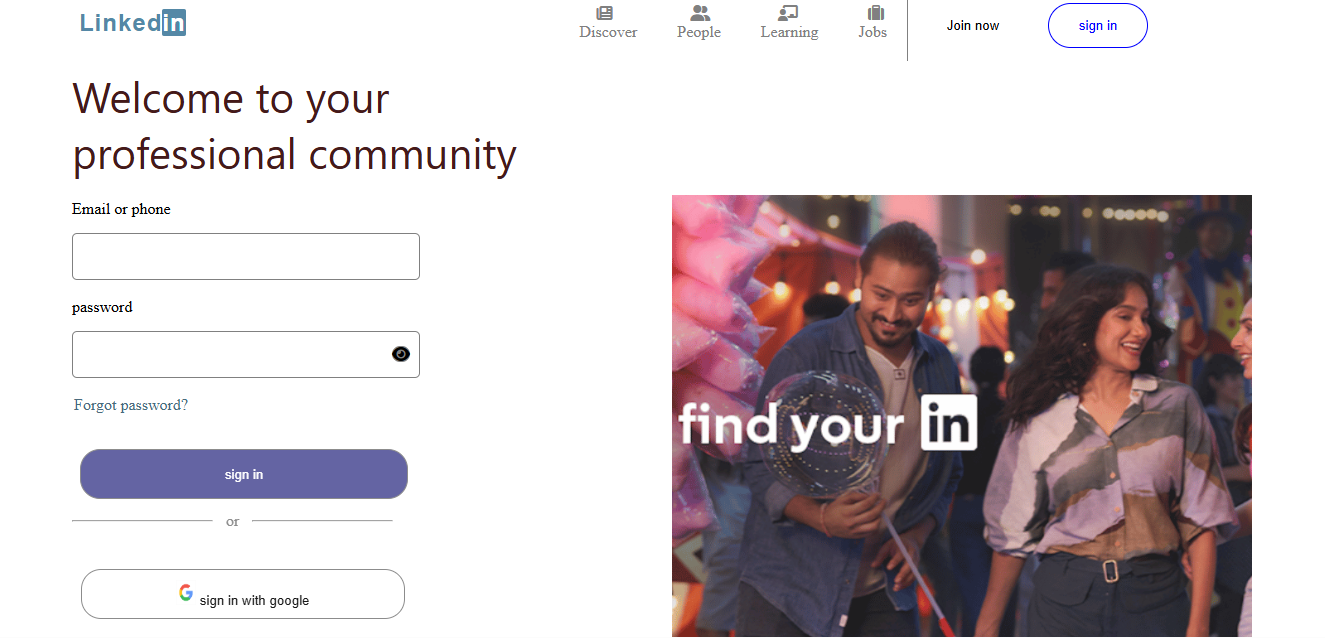 Linkedin
Discover People Learning Jobs Join now sign in
Welcome to your
professional community
Email or phone
password
Forgot password?
sign in
or
sign in with google
find your in